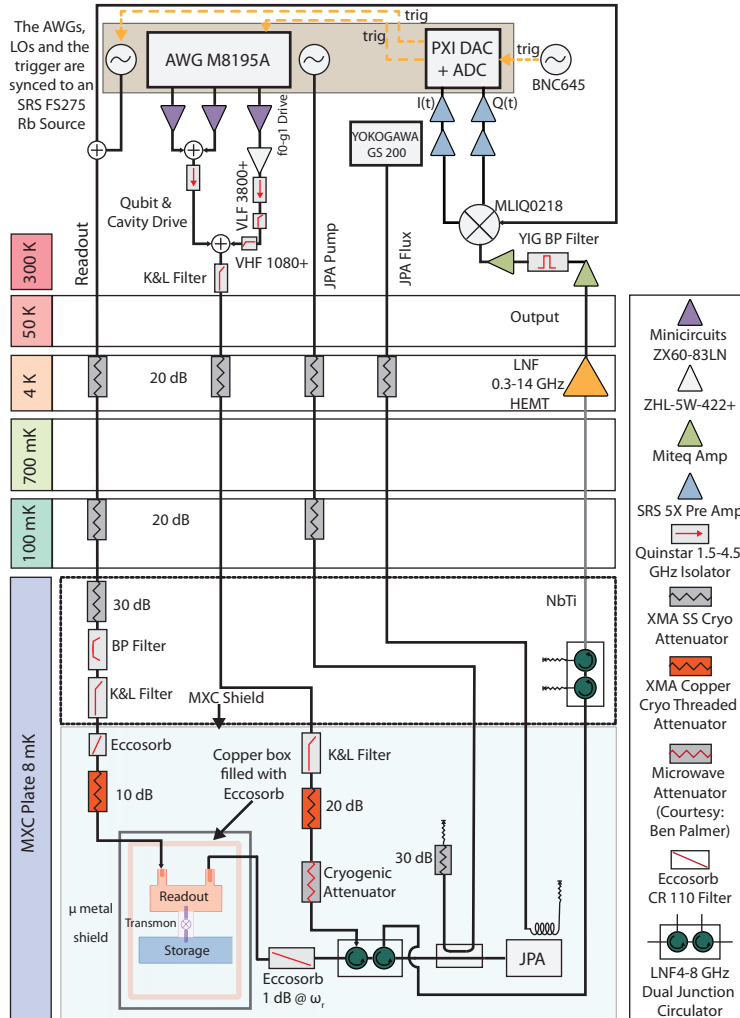 The AWGs,
LOs and the
trigger are
synced to an
SRS FS275
Rb Source
AWG M8195A
trig
trig
PXI DAC
+ ADC
trig
BNC645
I(t)
Q(t)
f0-g1 Drive
YOKOGAWA
GS 200
MLIQ0218
VLF 3800+
Qubit &
Cavity Drive
VHF 1080+
YIG BP Filter
K&L Filter
Readout
JPA Pump
JPA Flux
300 K
50 K
Output
4 K
20 dB
LNF
0.3-14 GHz
HEMT
700 mK
100 mK
20 dB
MXC Plate 8 mK
30 dB
NbTi
BP Filter
K&L Filter
MXC Shield
Eccosorb
Copper box
filled with
Eccosorb
K&L Filter
10 dB
20 dB
30 dB
Cryogenic
Attenuator
μ metal
shield
Readout
Transmon
Storage
Eccosorb
1 dB @ ωr
JPA
Minicircuits
ZX60-83LN
ZHL-5W-422+
Miteq Amp
SRS 5X Pre Amp
Quinstar 1.5-4.5
GHz Isolator
XMA SS Cryo
Attenuator
XMA Copper
Cryo Threaded
Attenuator
Microwave
Attenuator
(Courtesy:
Ben Palmer)
Eccosorb
CR 110 Filter
LNF4-8 GHz
Dual Junction
Circulator